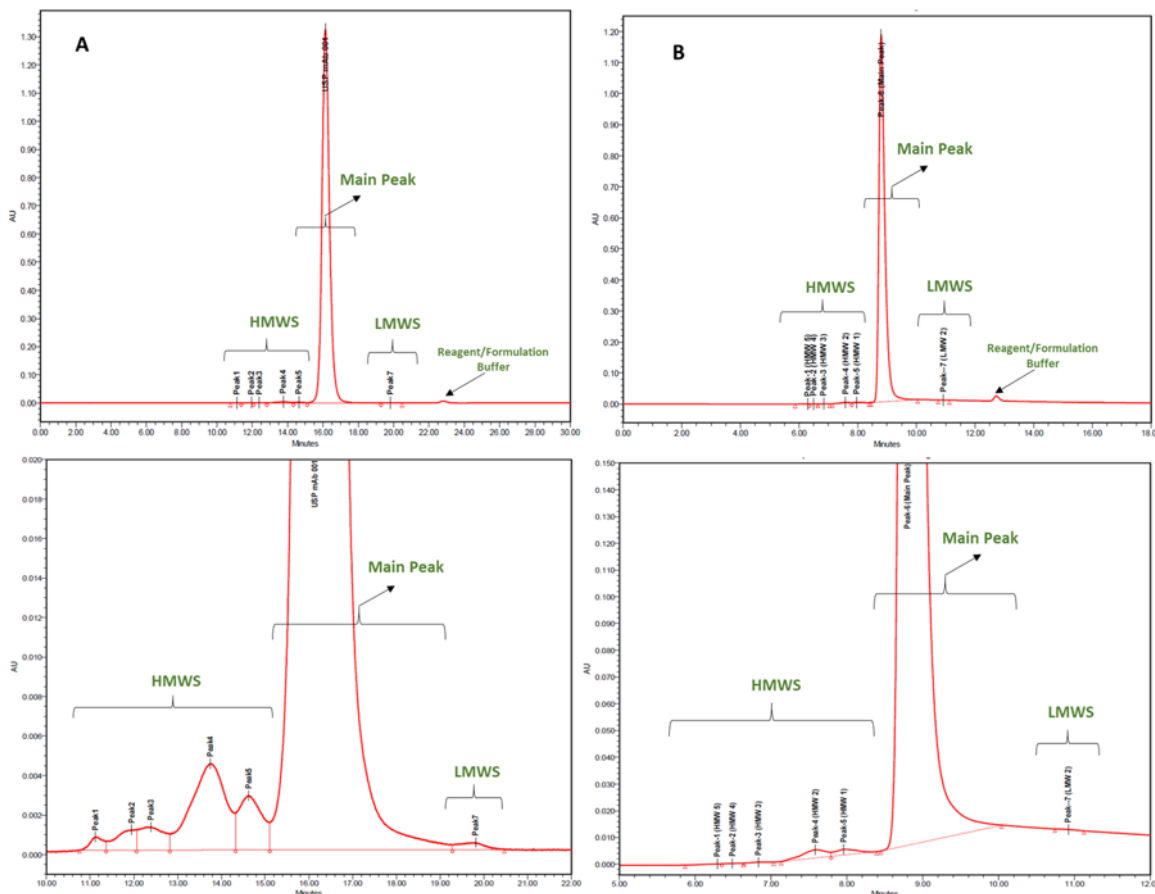 A
1.30
1.20
1.10
1.00
0.90
0.80
0.70
0.60
0.50
0.40
0.30
0.20
0.10
0.00
AU
USP mAb 001
Main Peak
HMWS
LMWS
Reagent/Formulation
Buffer
Peak1
Peak2
Peak3
Peak4
Peak5
Peak7
0.00 2.00 4.00 6.00 8.00 10.00 12.00 14.00 16.00 18.00 20.00 22.00 24.00 26.00 28.00 30.00
Minutes
B
1.20
1.10
1.00
0.90
0.80
0.70
0.60
0.50
0.40
0.30
0.20
0.10
0.00
AU
Peak-6 (Main Peak)
Main Peak
HMWS
LMWS
Reagent/Formulation
Buffer
Peak-1 (HMW 5)
Peak-2 (HMW 4)
Peak-3 (HMW 3)
Peak-4 (HMW 2)
Peak-5 (HMW 1)
Peak--7 (LMW 2)
0.00 2.00 4.00 6.00 8.00 10.00 12.00 14.00 16.00 18.0
Minutes
0.020
0.018
0.016
0.014
0.012
0.010
0.008
0.006
0.004
0.002
0.000
AU
USP mAb 001
Main Peak
HMWS
LMWS
Peak1
Peak2
Peak3
Peak4
Peak5
Peak7
10.00 11.00 12.00 13.00 14.00 15.00 16.00 17.00 18.00 19.00 20.00 21.00 22.00
Minutes
0.150
0.140
0.130
0.120
0.110
0.100
0.090
0.080
0.070
0.060
0.050
0.040
0.030
0.020
0.010
0.000
AU
Peak-6 (Main Peak)
Main Peak
HMWS
LMWS
Peak-1 (HMW 5)
Peak-2 (HMW 4)
Peak-3 (HMW 3)
Peak-4 (HMW 2)
Peak-5 (HMW 1)
Peak--7 (LMW 2)
5.00 6.00 7.00 8.00 9.00 10.00 11.00 12.0
Minutes